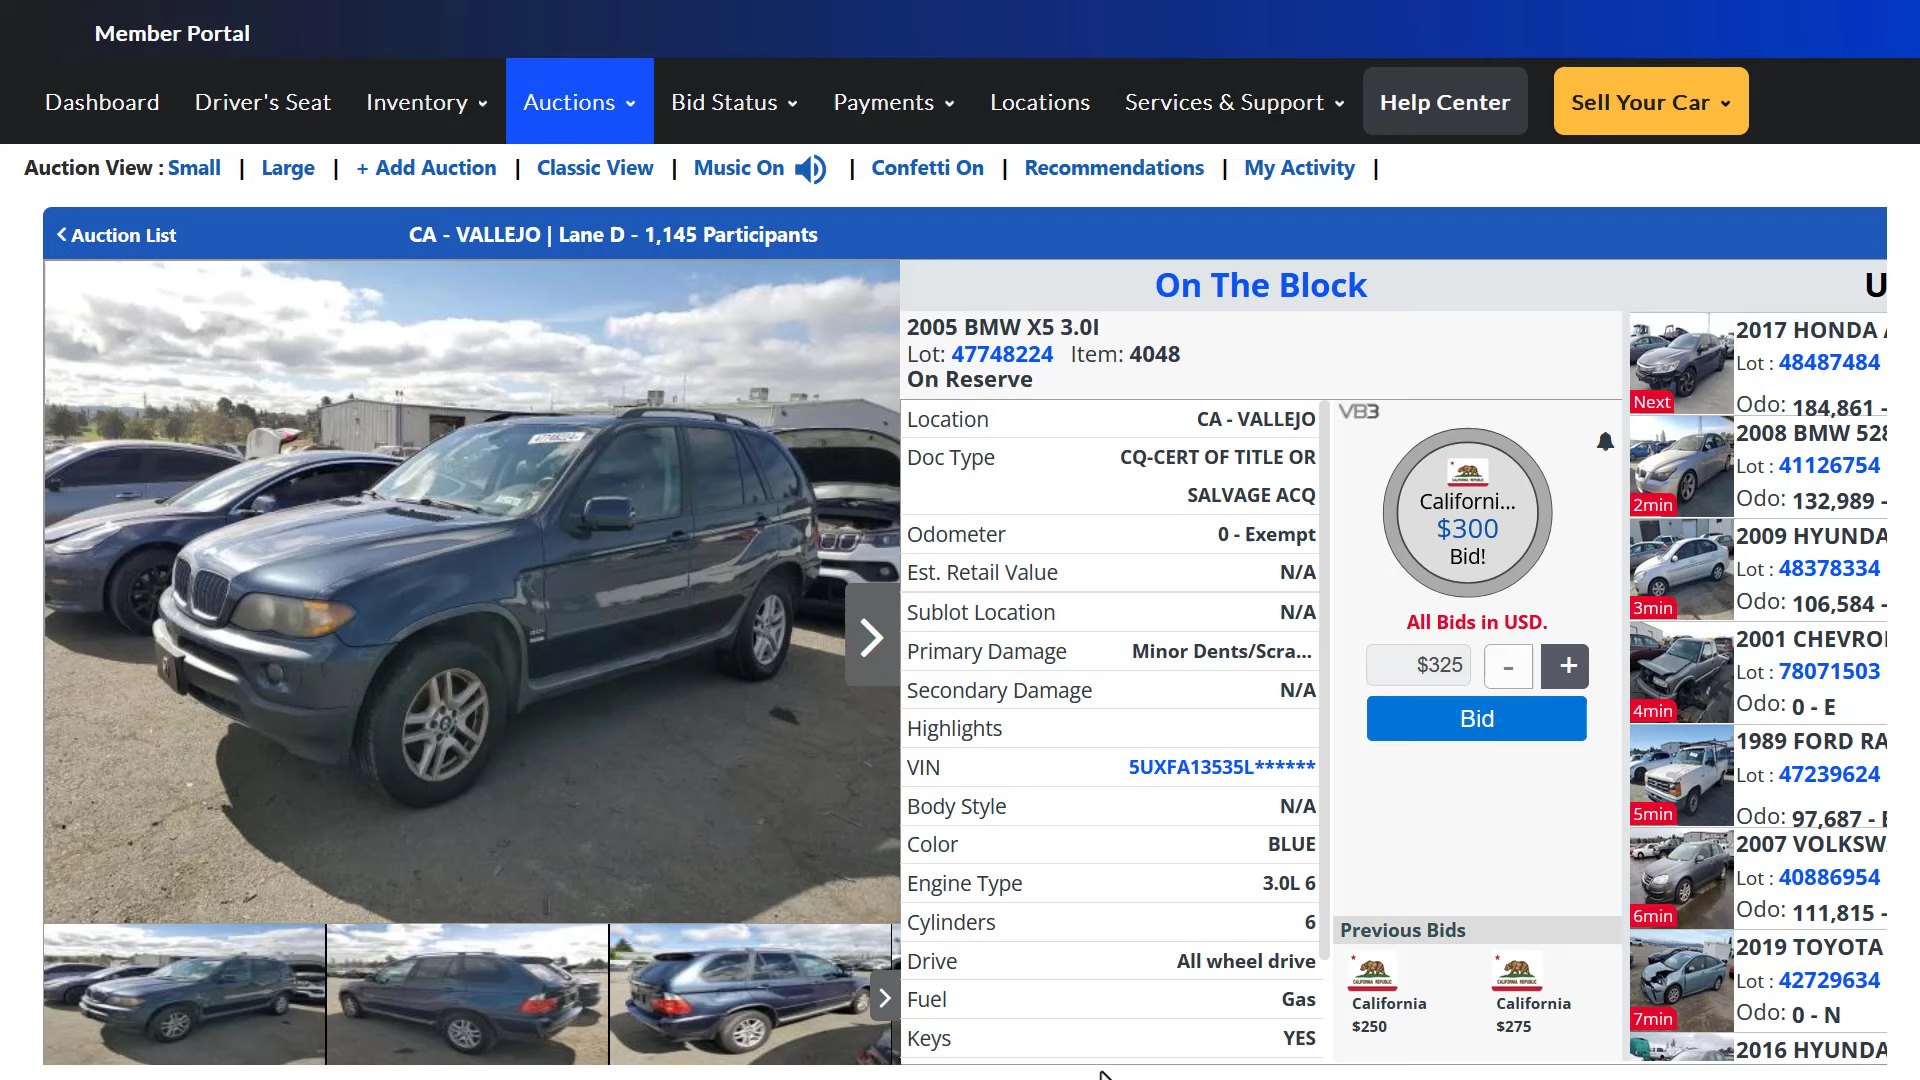 Member Portal
Dashboard Driver's Seat Inventory Auctions Bid Status Payments Locations Services & Support Help Center Sell Your Car
Auction View : Small | Large | + Add Auction | Classic View | Music On | Confetti On | Recommendations | My Activity |
Auction List
CA - VALLEJO | Lane D - 1,145 Participants
On The Block
2005 BMW X5 3.0I
Lot: 47748224 Item: 4048
On Reserve
Location CA - VALLEJO
Doc Type CQ-CERT OF TITLE OR
SALVAGE ACQ
Odometer 0 - Exempt
Est. Retail Value N/A
Sublot Location N/A
Primary Damage Minor Dents/Scra...
Secondary Damage N/A
Highlights
VIN 5UXFA13535L******
Body Style N/A
Color BLUE
Engine Type 3.0L 6
Cylinders 6
Drive All wheel drive
Fuel Gas
Keys YES
VB3
Californi...
$300
Bid!
All Bids in USD.
$325 - +
Bid
Previous Bids
California
$250
California
$275
U
2017 HONDA
Lot : 48487484
Odo: 184,861 -
Next
2008 BMW 528
Lot : 41126754
Odo: 132,989 -
2min
2009 HYUNDA
Lot : 48378334
Odo: 106,584 -
3min
2001 CHEVROL
Lot : 78071503
Odo: 0 - E
4min
1989 FORD RA
Lot : 47239624
Odo: 97,687 - E
5min
2007 VOLKSW
Lot : 40886954
Odo: 111,815 -
6min
2019 TOYOTA
Lot : 42729634
Odo: 0 - N
7min
2016 HYUNDA